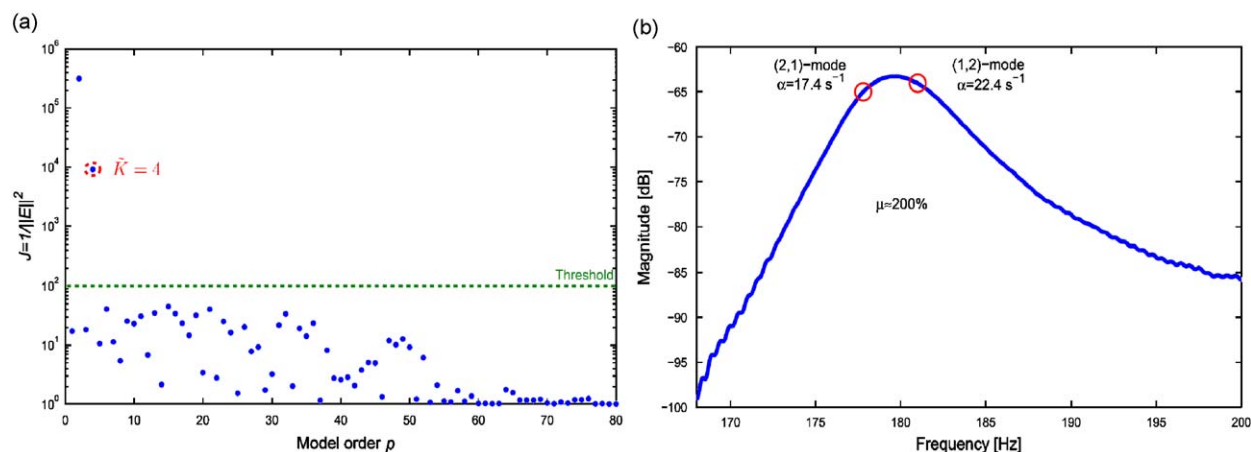 (a)
10^6
10^5
10^4
10^3
10^2
10^1
10^0
J=1/||E||^2
K̃ = 4
Threshold
0 10 20 30 40 50 60 70 80
Model order p
(b)
-60
-65
-70
-75
-80
-85
-90
-95
-100
Magnitude [dB]
(2,1)-mode
α=17.4 s^-1
(1,2)-mode
α=22.4 s^-1
μ≈200%
170 175 180 185 190 195 200
Frequency [Hz]